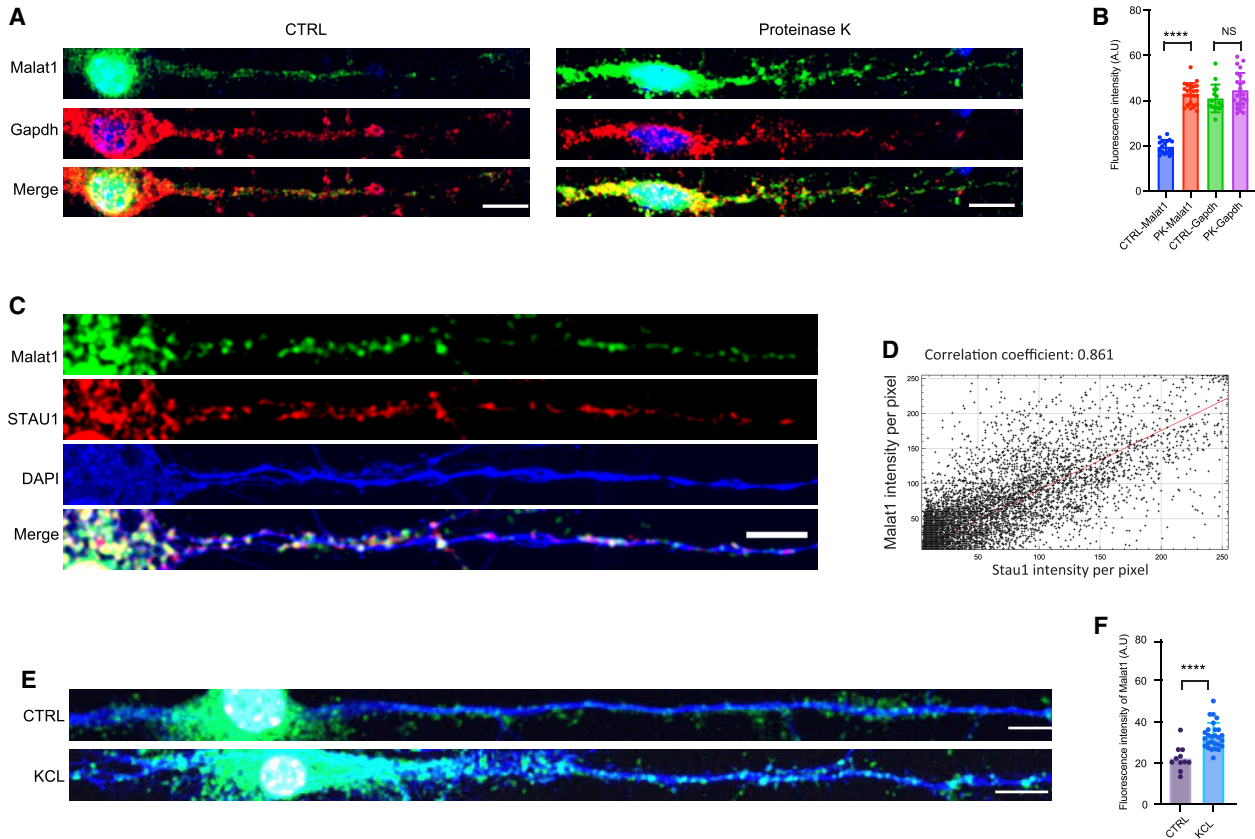 A
CTRL
Proteinase K
Malat1
Gapdh
Merge
B
Fluorescence intensity (A.U)
80
60
40
20
0
****
NS
CTRL-Malat1
PK-Malat1
CTRL-Gapdh
PK-Gapdh
C
Malat1
STAU1
DAPI
Merge
D
Correlation coefficient: 0.861
Malat1 intensity per pixel
250
200
150
100
50
50
100
150
200
250
Stau1 intensity per pixel
E
CTRL
KCL
F
Fluorescence intensity of Malat1 (A.U)
80
60
40
20
0
****
CTRL
KCL